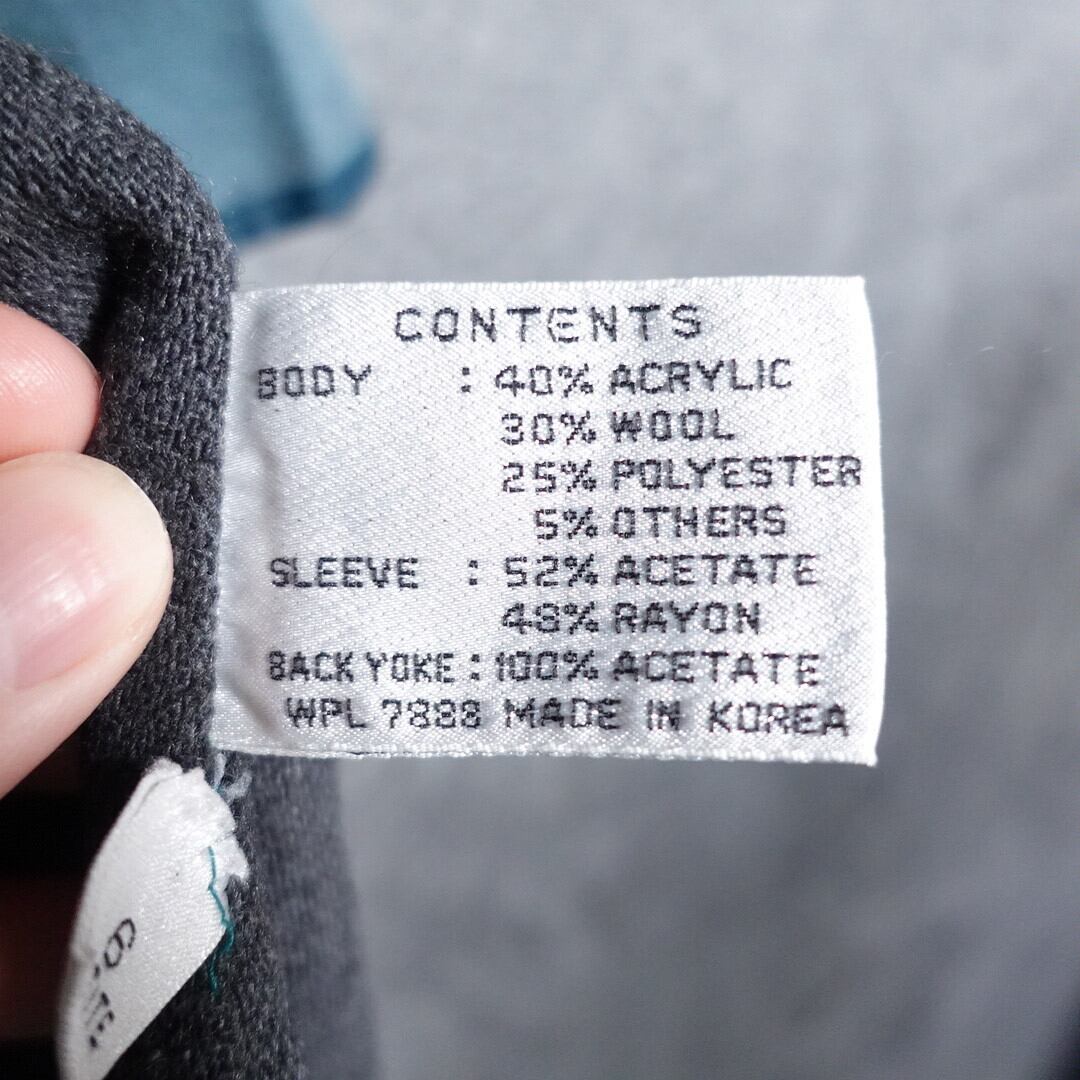 CONTENTS
BODY : 40% ACRYLIC
30% WOOL
25% POLYESTER
5% OTHERS
SLEEVE : 52% ACETATE
48% RAYON
BACK YOKE : 100% ACETATE
WPL 7888 MADE IN KOREA